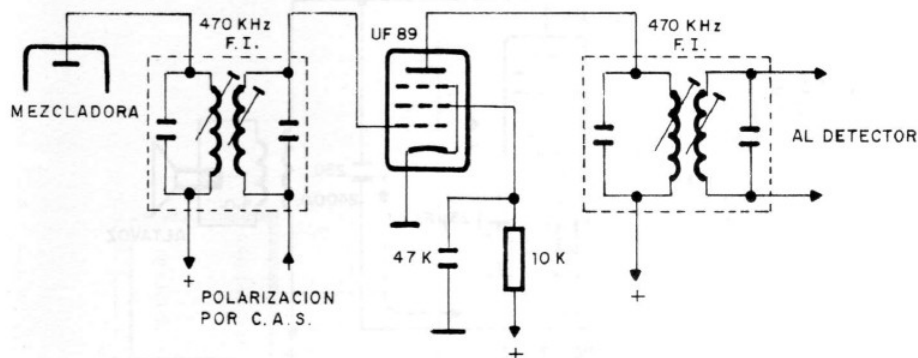 470 KHz
F. I.
UF 89
470 KHz
F. I.
MEZCLADORA
AL DETECTOR
47 K
10 K
+
POLARIZACION
POR C. A. S.
+
+